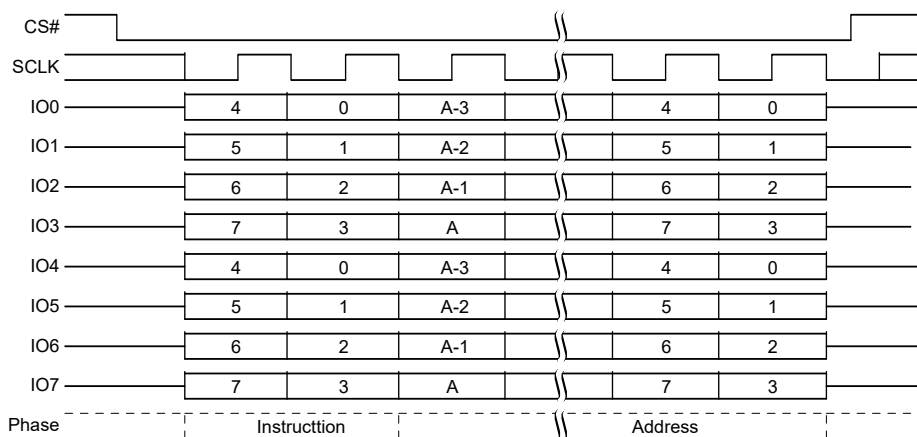 CS#
SCLK
IO0 4 0 A-3 4 0
IO1 5 1 A-2 5 1
IO2 6 2 A-1 6 2
IO3 7 3 A 7 3
IO4 4 0 A-3 4 0
IO5 5 1 A-2 5 1
IO6 6 2 A-1 6 2
IO7 7 3 A 7 3
Phase Instructtion Address